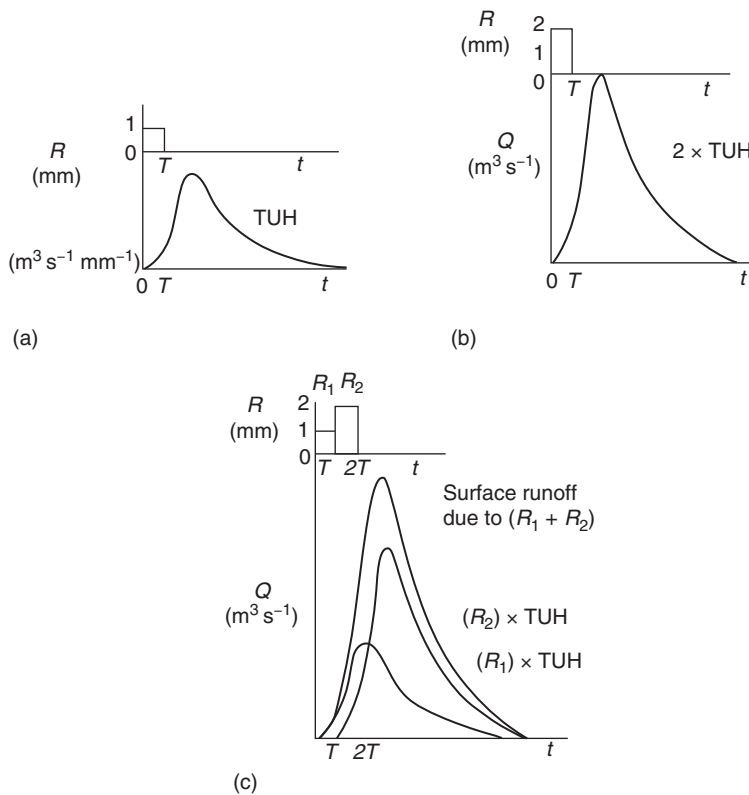 1
R
0
(mm)
T
t
TUH
(m³ s⁻¹ mm⁻¹)
0 T
t
(a)
R
(mm)
2
1
0
T
t
Q
(m³ s⁻¹)
2 × TUH
0 T
t
(b)
R₁ R₂
R
(mm)
2
1
0
T 2T
t
Surface runoff
due to (R₁ + R₂)
Q
(m³ s⁻¹)
(R₂) × TUH
(R₁) × TUH
T 2T
t
(c)